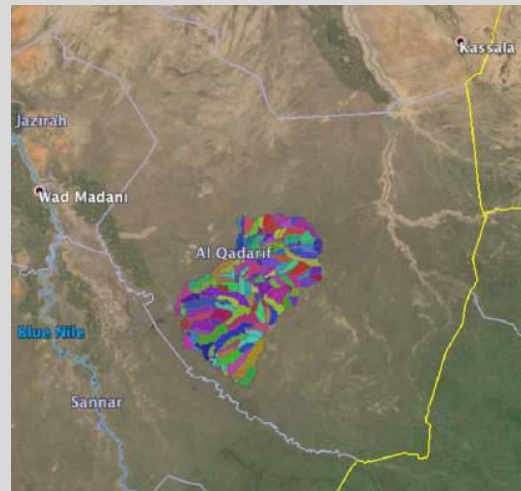 Kassala
Jazirah
Wad Madani
Al Qadarif
Blue Nile
Sannar